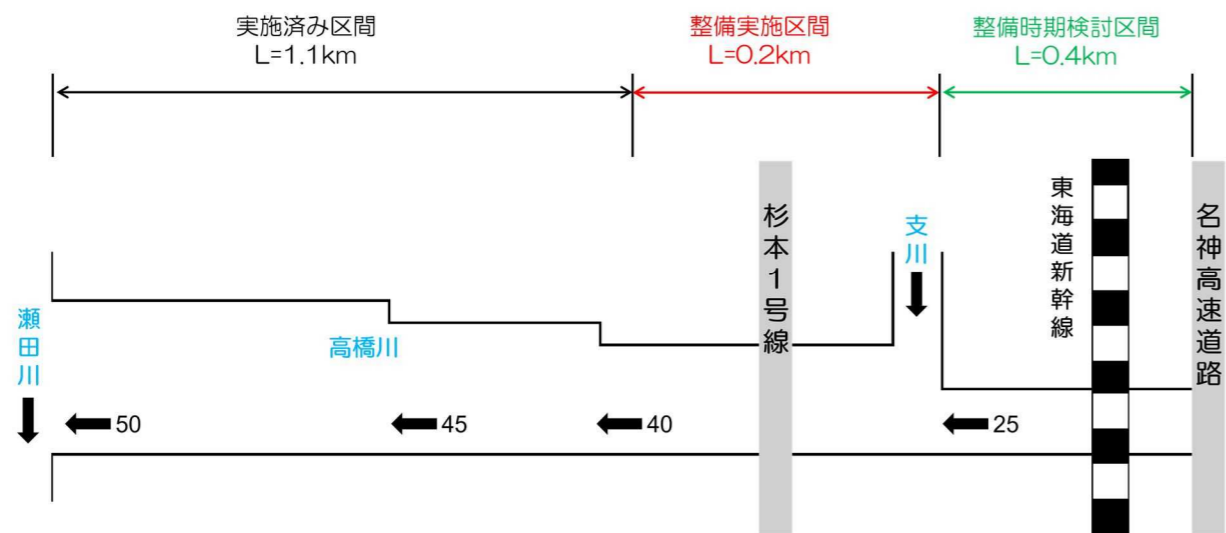 実施済み区間
L=1.1km
整備実施区間
L=0.2km
整備時期検討区間
L=0.4km
瀬田川
高橋川
杉本1号線
支川
東海道新幹線
名神高速道路
50
45
40
25